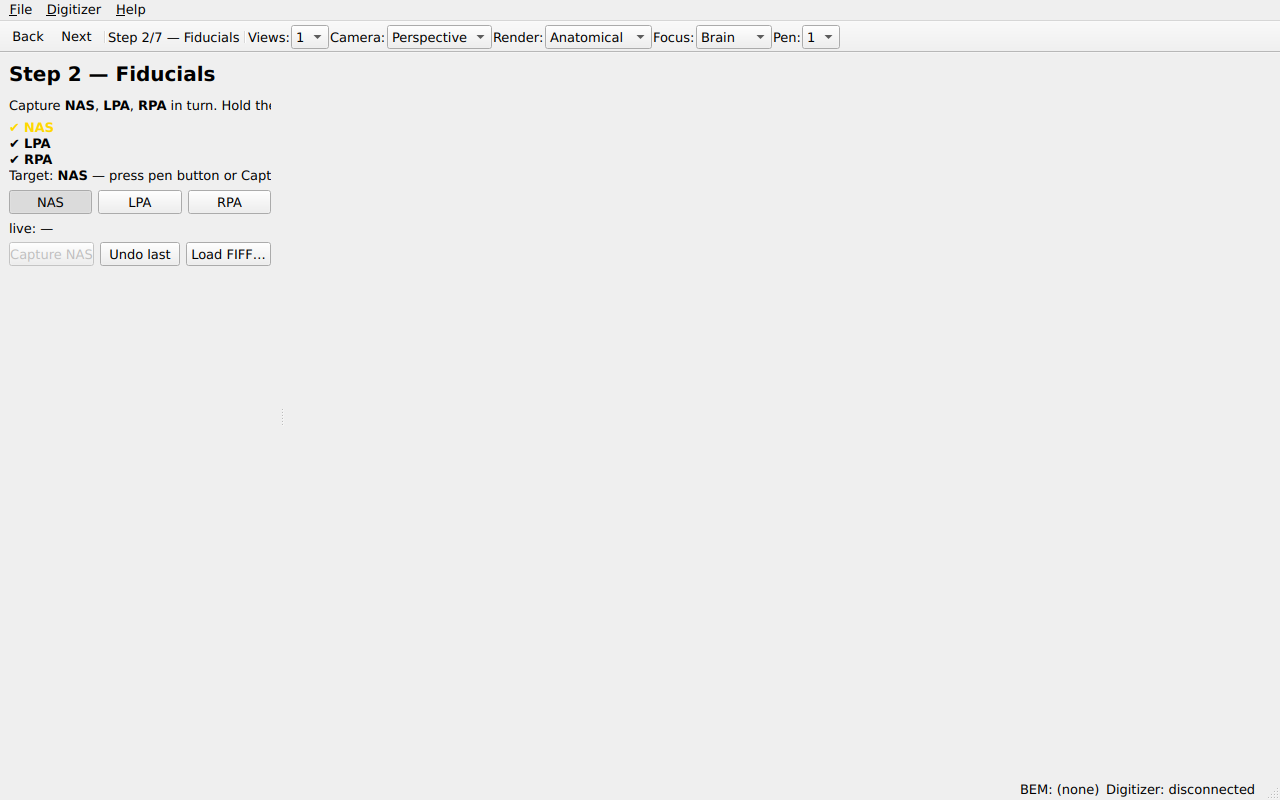 File Digitizer Help
Back Next Step 2/7 — Fiducials Views: 1 Camera: Perspective Render: Anatomical Focus: Brain Pen: 1
Step 2 — Fiducials
Capture NAS, LPA, RPA in turn. Hold the
✔ NAS
✔ LPA
✔ RPA
Target: NAS — press pen button or Capt
NAS LPA RPA
live: —
Capture NAS Undo last Load FIFF...
BEM: (none) Digitizer: disconnected